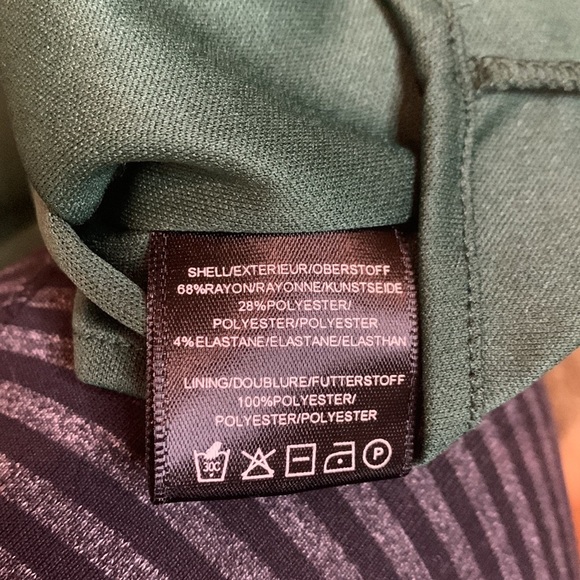 SHELL/EXTERIEUR/OBERSTOFF
68%RAYON/RAYONNE/KUNSTSEIDE
28%POLYESTER/
POLYESTER/POLYESTER
4%ELASTANE/ELASTANE/ELASTHAN
LINING/DOUBLURE/FUTTERSTOFF
100%POLYESTER/
POLYESTER/POLYESTER
30C P